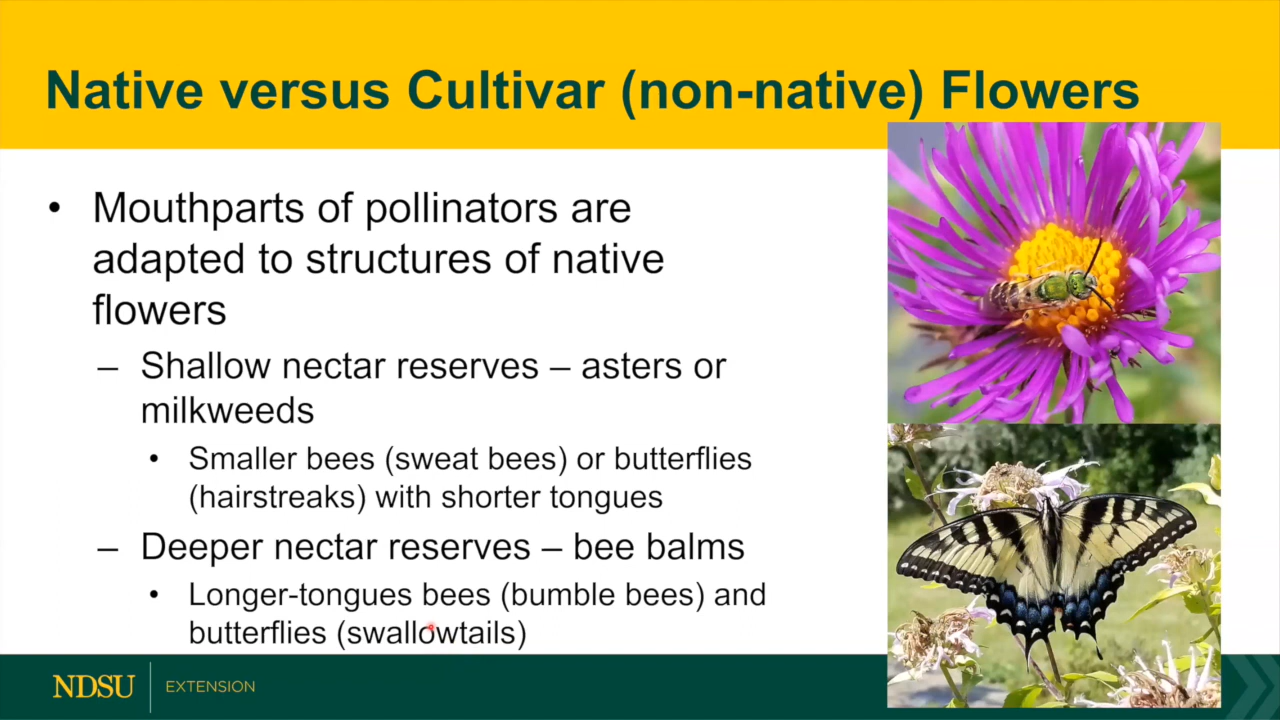 Native versus Cultivar (non-native) Flowers
• Mouthparts of pollinators are
adapted to structures of native
flowers
– Shallow nectar reserves – asters or
milkweeds
• Smaller bees (sweat bees) or butterflies
(hairstreaks) with shorter tongues
– Deeper nectar reserves – bee balms
• Longer-tongues bees (bumble bees) and
butterflies (swallowtails)
NDSU EXTENSION